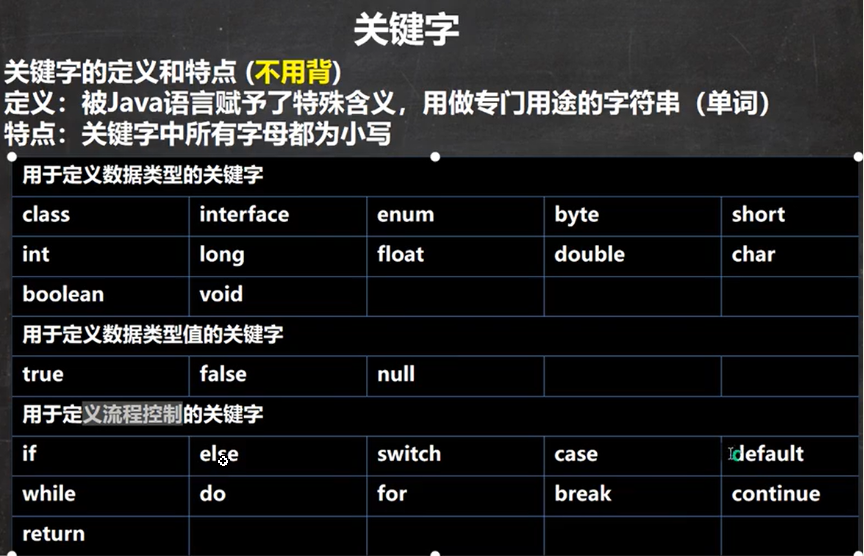 关键字
关键字的定义和特点 (不用背)
定义：被Java语言赋予了特殊含义，用做专门用途的字符串（单词）
特点：关键字中所有字母都为小写
用于定义数据类型的关键字
class interface enum byte short
int long float double char
boolean void
用于定义数据类型值的关键字
true false null
用于定义流程控制的关键字
if else switch case default
while do for break continue
return